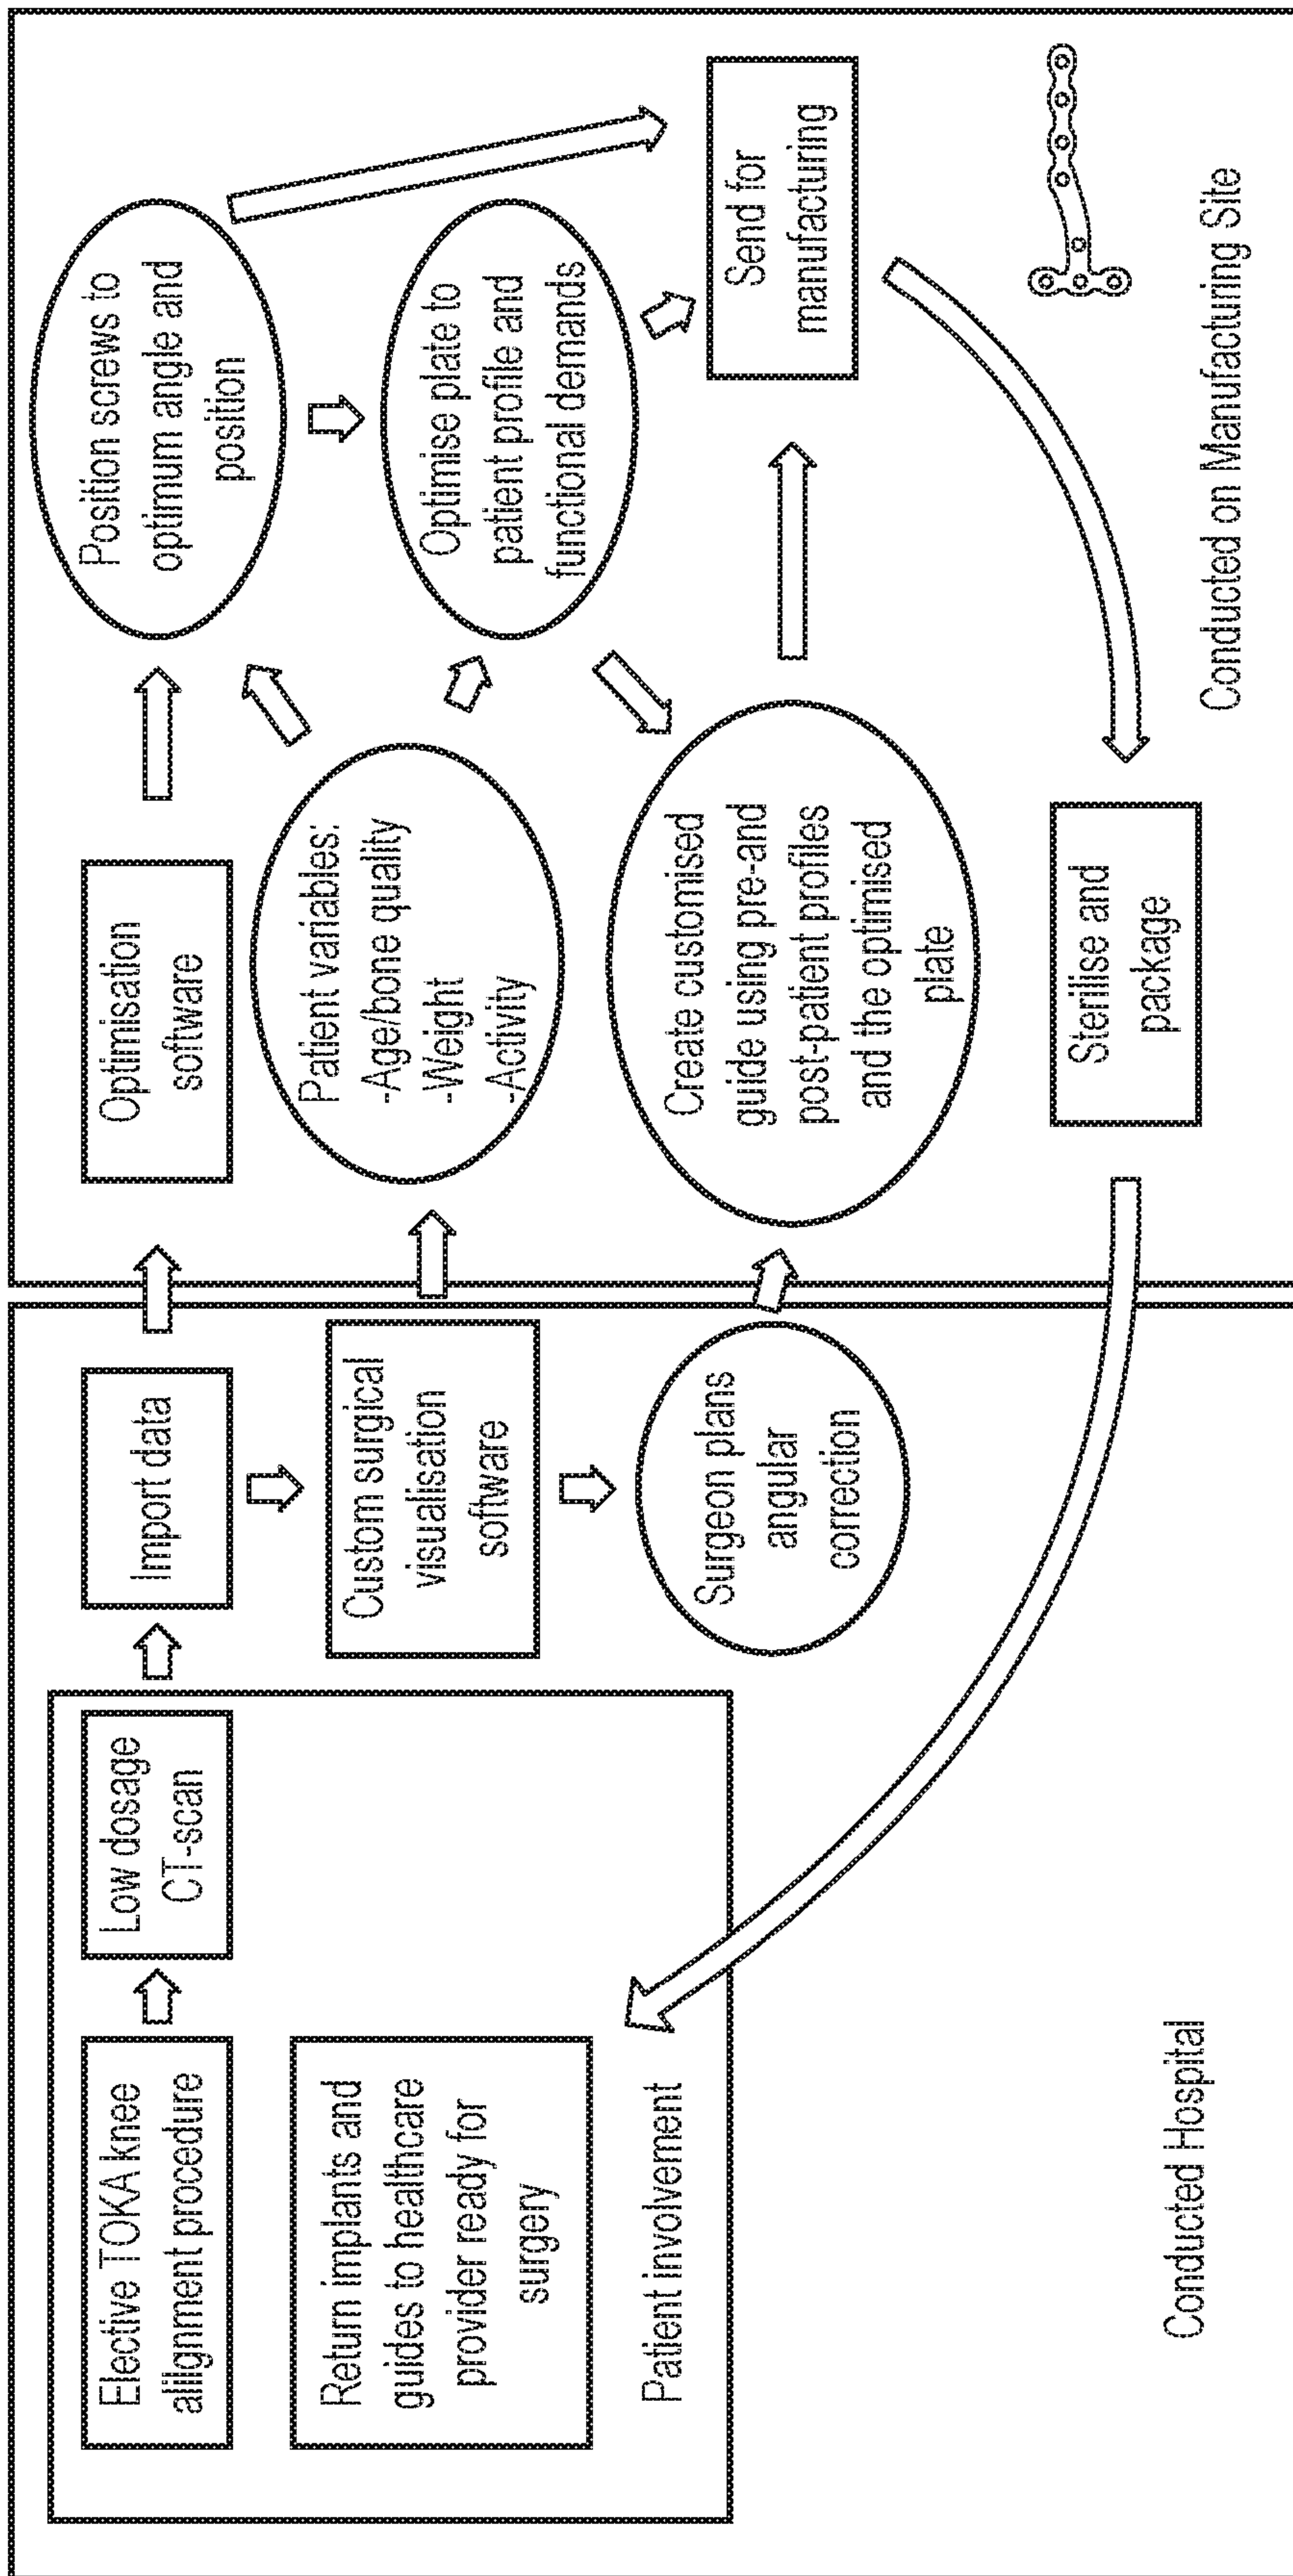 Elective TOKA knee
alilgnment procedure
Low dosage
CT-scan
Import data
Optimisation
software
Position screws to
optimum angle and
position
Return implants and
guides to healthcare
provider ready for
surgery
Patient involvement
Custom surgical
visualisation
software
Patient variables:
-Age/bone quality
-Weight
-Activity
Optimise plate to
patient profile and
functional demands
Surgeon plans
angular
correction
Create customised
guide using pre-and
post-patient profiles
and the optimised
plate
Send for
manufacturing
Sterilise and
package
Conducted Hospital
Conducted on Manufacturing Site